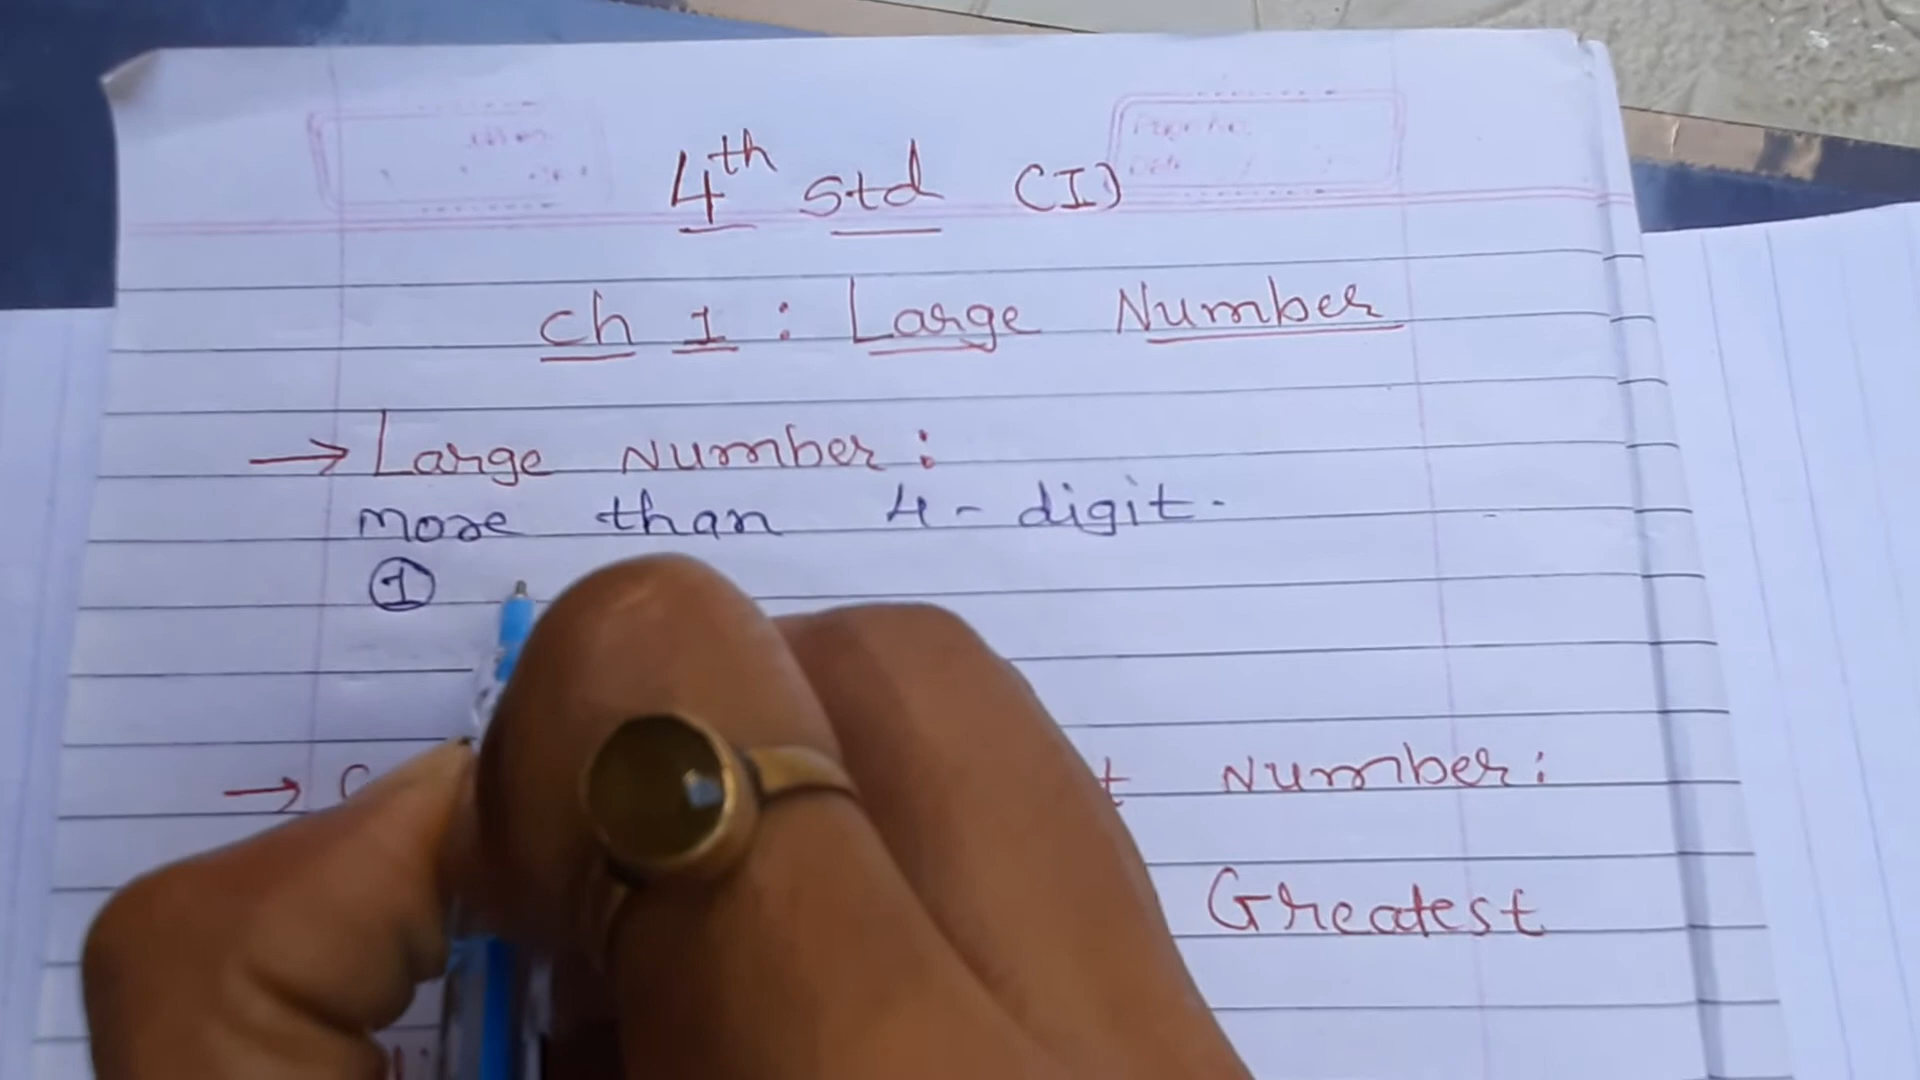 4th std (I)
ch 1 : Large Number
→ Large Number :
more than 4- digit.
①
→ Number :
Greatest